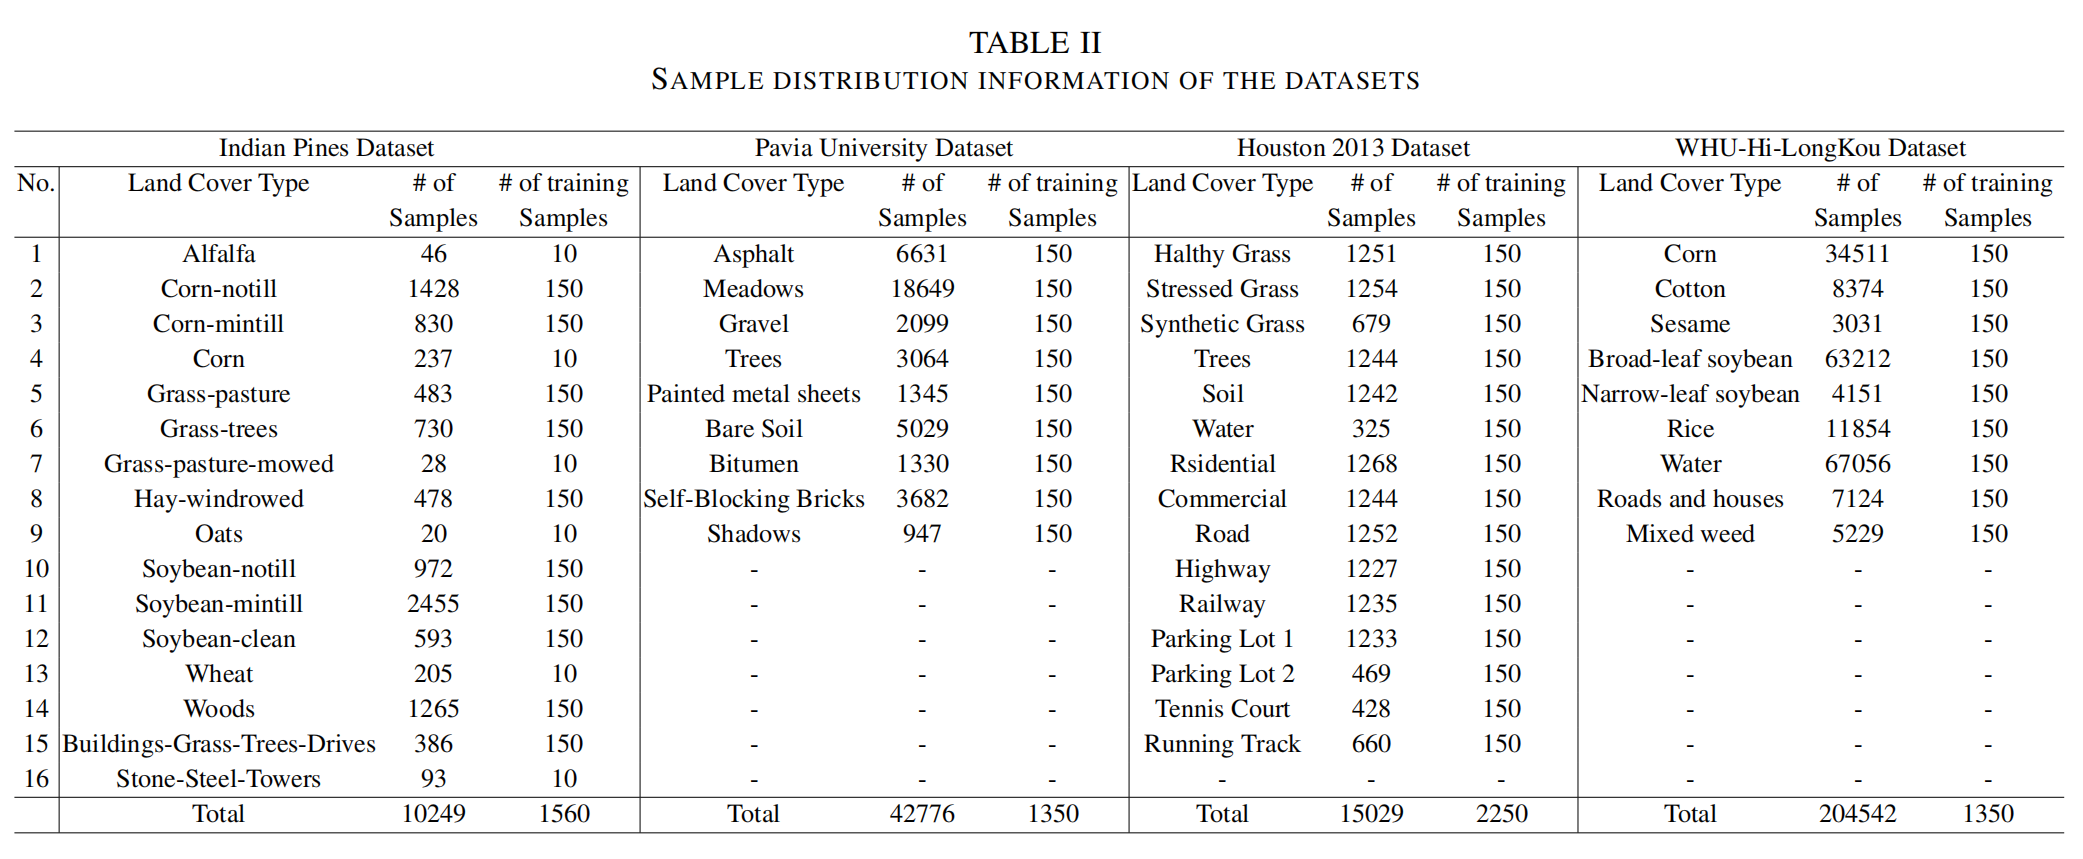 TABLE II
SAMPLE DISTRIBUTION INFORMATION OF THE DATASETS
Indian Pines Dataset Pavia University Dataset Houston 2013 Dataset WHU-Hi-LongKou Dataset
No. Land Cover Type # of # of training Land Cover Type # of # of training Land Cover Type # of # of training Land Cover Type # of # of training
Samples Samples Samples Samples Samples Samples Samples Samples
1 Alfalfa 46 10 Asphalt 6631 150 Halthy Grass 1251 150 Corn 34511 150
2 Corn-notill 1428 150 Meadows 18649 150 Stressed Grass 1254 150 Cotton 8374 150
3 Corn-mintill 830 150 Gravel 2099 150 Synthetic Grass 679 150 Sesame 3031 150
4 Corn 237 10 Trees 3064 150 Trees 1244 150 Broad-leaf soybean 63212 150
5 Grass-pasture 483 150 Painted metal sheets 1345 150 Soil 1242 150 Narrow-leaf soybean 4151 150
6 Grass-trees 730 150 Bare Soil 5029 150 Water 325 150 Rice 11854 150
7 Grass-pasture-mowed 28 10 Bitumen 1330 150 Rsidential 1268 150 Water 67056 150
8 Hay-windrowed 478 150 Self-Blocking Bricks 3682 150 Commercial 1244 150 Roads and houses 7124 150
9 Oats 20 10 Shadows 947 150 Road 1252 150 Mixed weed 5229 150
10 Soybean-notill 972 150 - - - Highway 1227 150 - - -
11 Soybean-mintill 2455 150 - - - Railway 1235 150 - - -
12 Soybean-clean 593 150 - - - Parking Lot 1 1233 150 - - -
13 Wheat 205 10 - - - Parking Lot 2 469 150 - - -
14 Woods 1265 150 - - - Tennis Court 428 150 - - -
15 Buildings-Grass-Trees-Drives 386 150 - - - Running Track 660 150 - - -
16 Stone-Steel-Towers 93 10 - - - - - - - - -
Total 10249 1560 Total 42776 1350 Total 15029 2250 Total 204542 1350